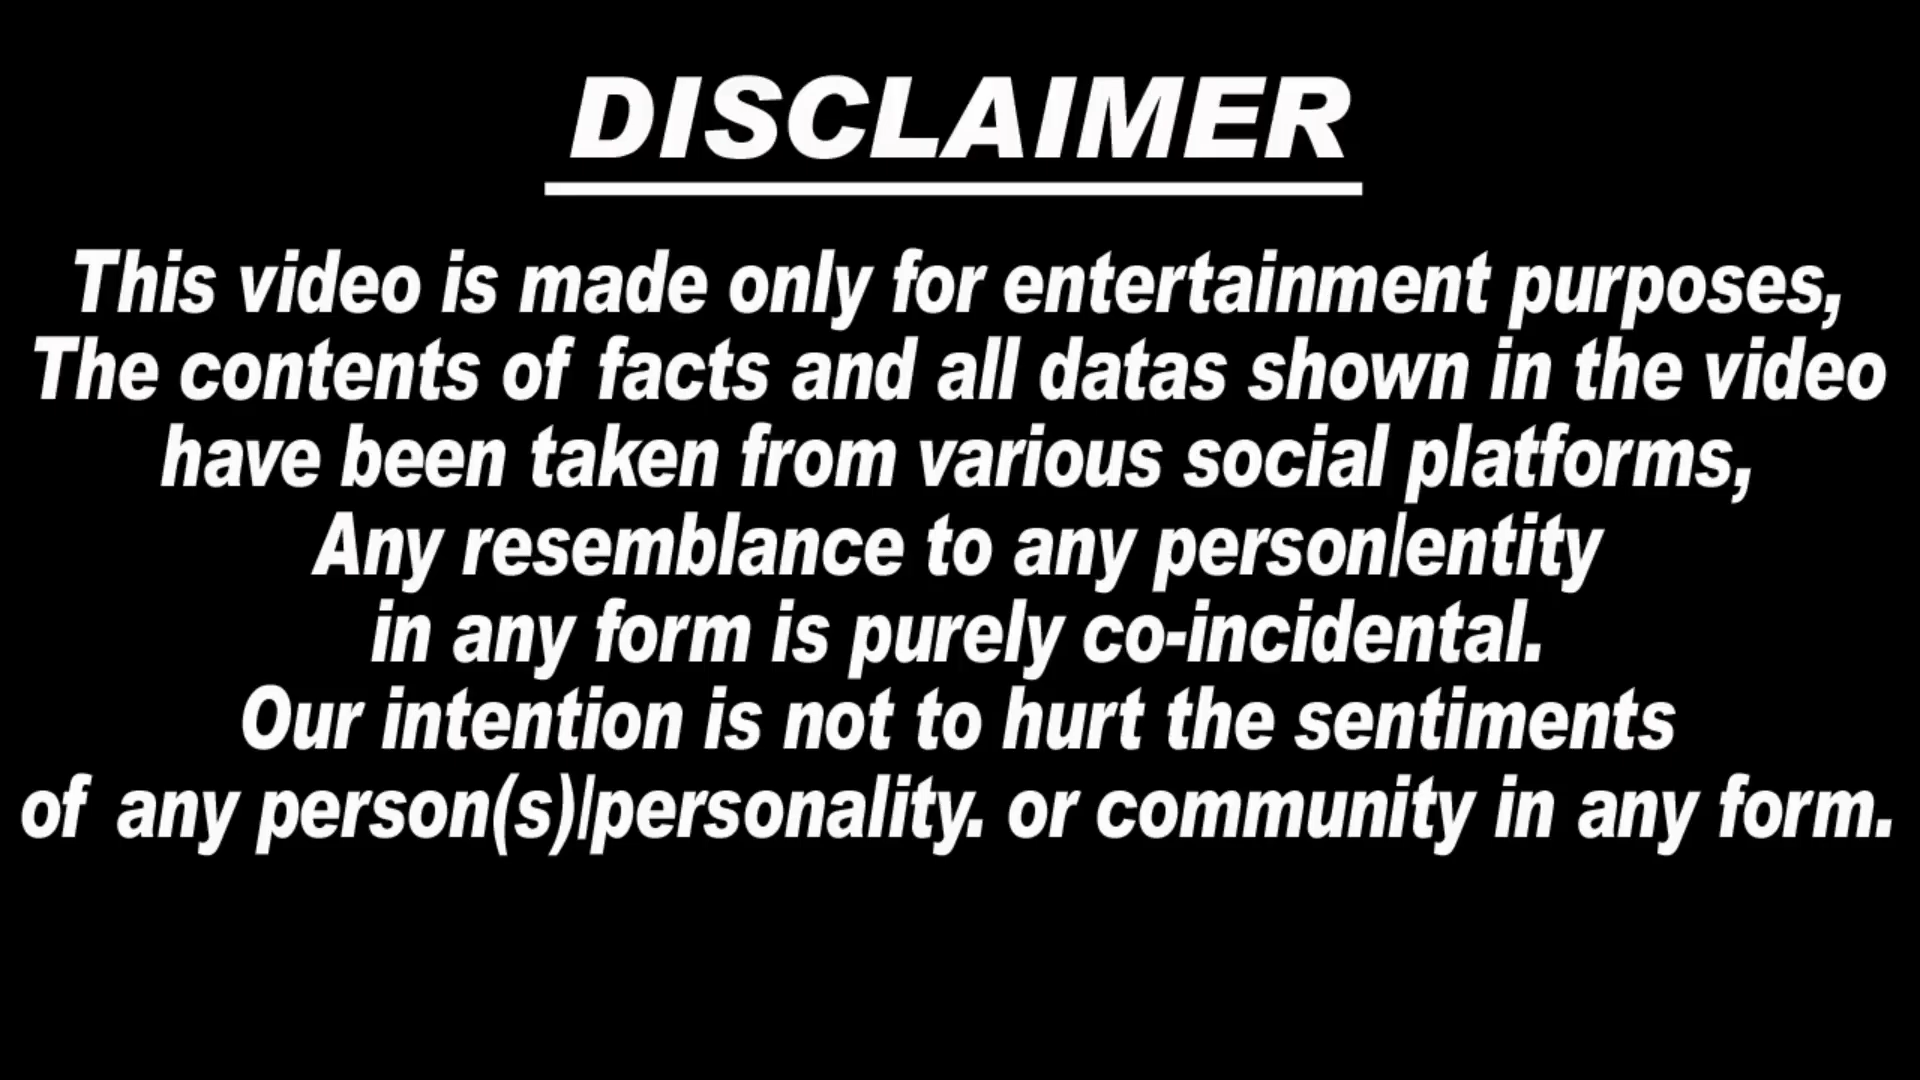 DISCLAIMER
This video is made only for entertainment purposes,
The contents of facts and all datas shown in the video
have been taken from various social platforms,
Any resemblance to any person/entity
in any form is purely co-incidental.
Our intention is not to hurt the sentiments
of any person(s)/personality. or community in any form.